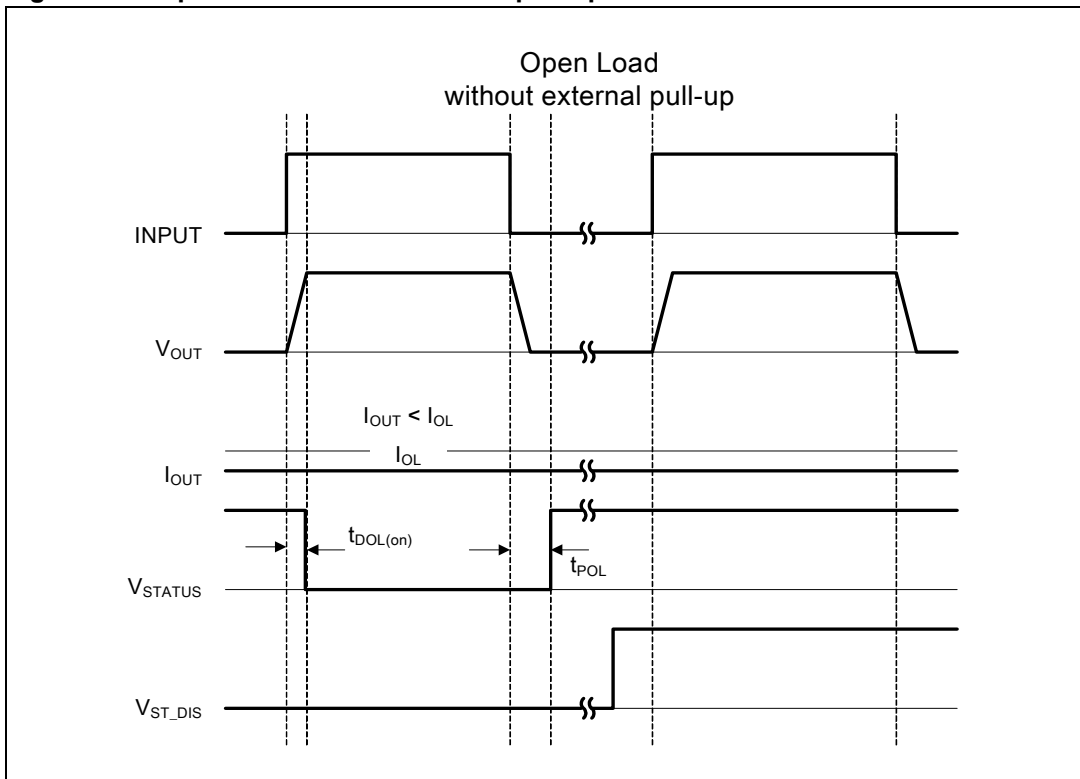 Open Load
without external pull-up
INPUT
VOUT
IOUT < IOL
IOL
IOUT
tDOL(on)
tPOL
VSTATUS
VST_DIS